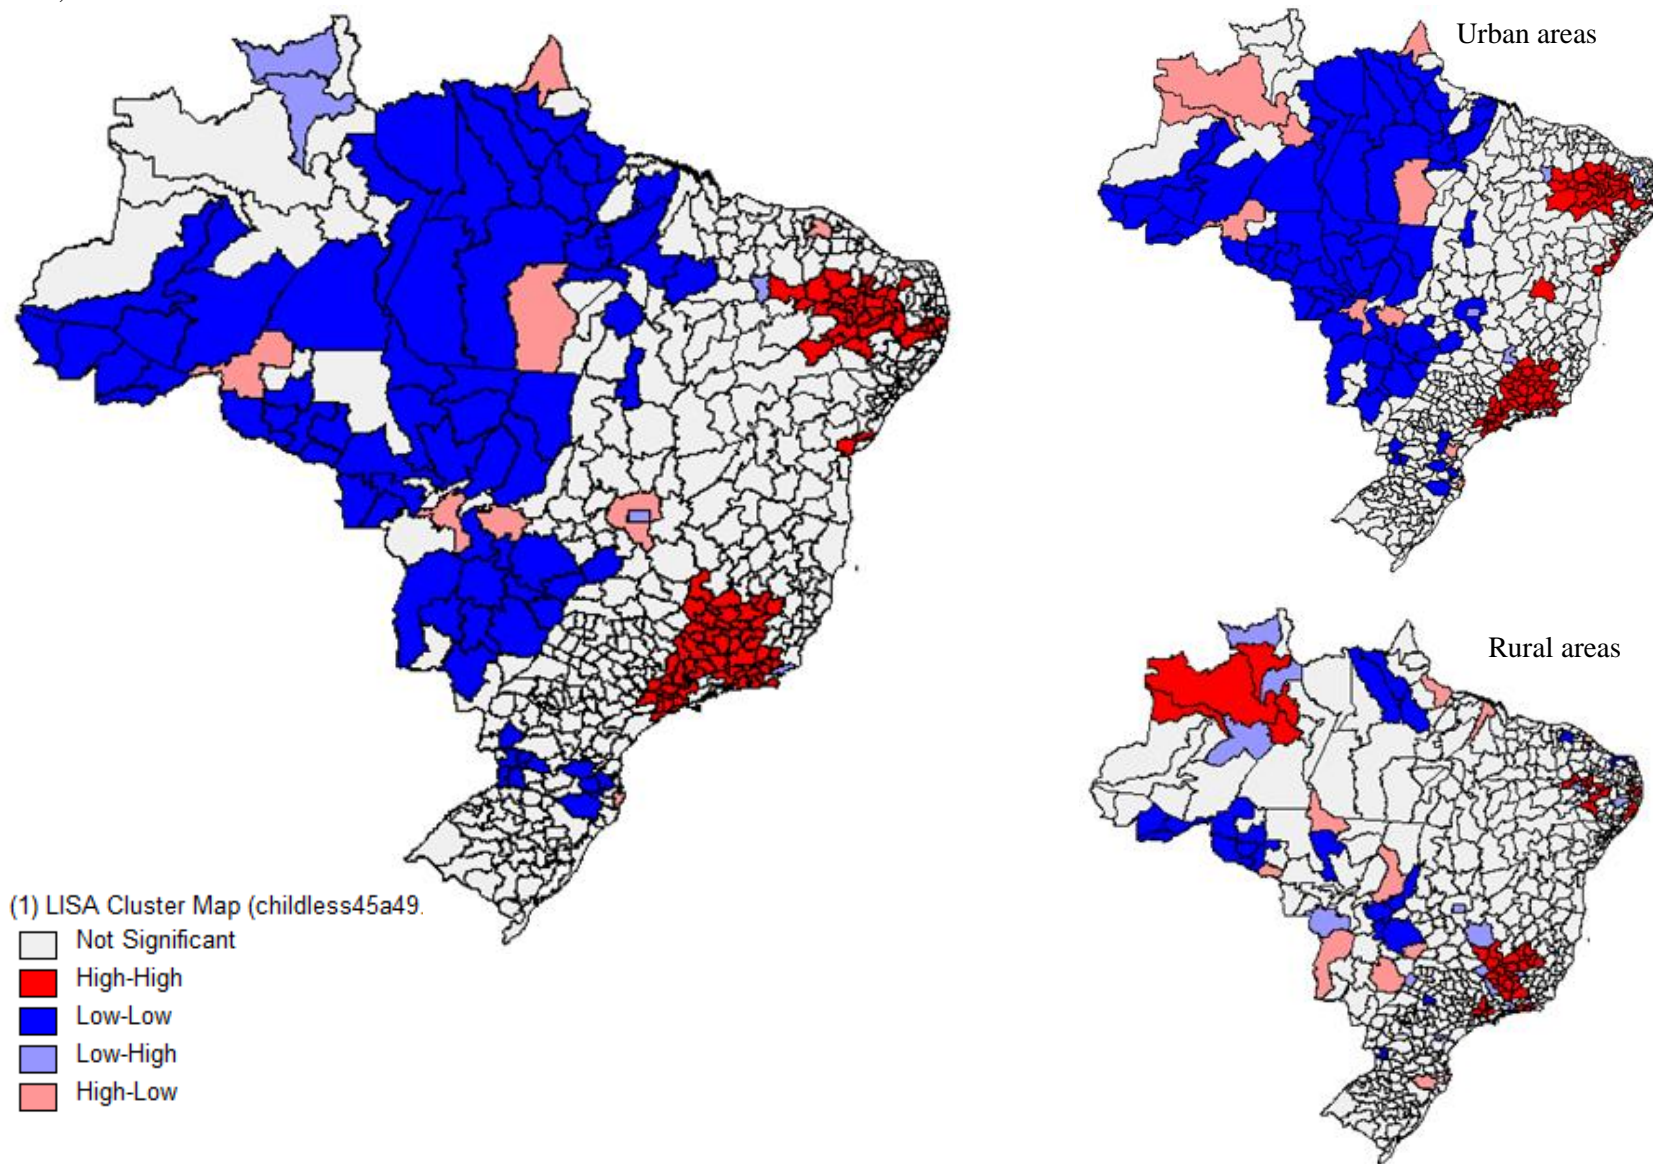 Urban areas
Rural areas
(1) LISA Cluster Map (childless45a49.
Not Significant
High-High
Low-Low
Low-High
High-Low